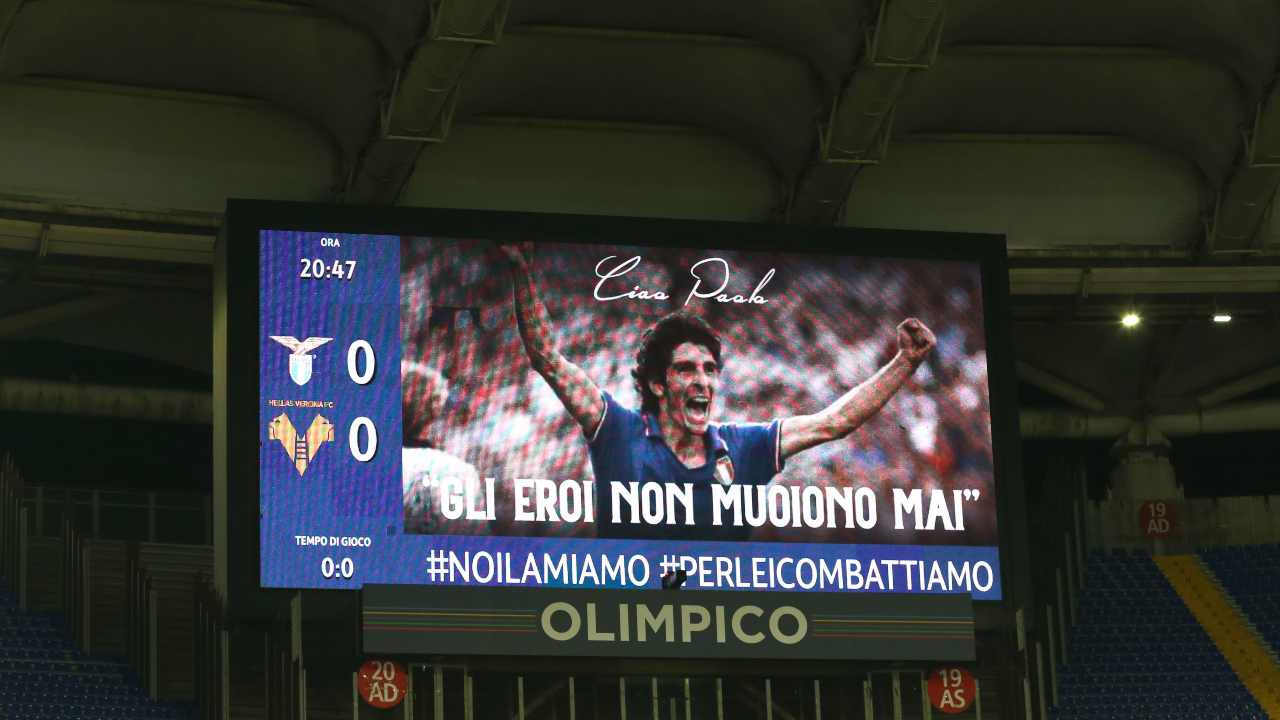 ORA
20:47
0
HELLAS VERONA FC
0
TEMPO DI GIOCO
0:0
Ciao Paolo
“GLI EROI NON MUOIONO MAI”
#NOILAMIAMO #PERLEICOMBATTIAMO
OLIMPICO
20
AD
19
AS
19
AD